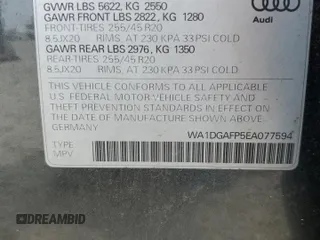 GVWR LBS 5622, KG 2550
GAWR FRONT LBS 2822, KG 1280
FRONT-TIRES 255/45 R20
8.5JX20 RIMS, AT 230 KPA 33 PSI COLD
GAWR REAR LBS 2976, KG 1350
REAR-TIRES 255/45 R20
8.5JX20 RIMS, AT 230 KPA 33 PSI COLD
Audi
THIS VEHICLE CONFORMS TO ALL APPLICABLE
U.S. FEDERAL MOTOR VEHICLE SAFETY AND
THEFT PREVENTION STANDARDS IN EFFECT ON
THE DATE OF MANUFACTURE SHOWN ABOVE.
GERMANY
WA1DGAFP5EA077594
TYPE:
MPV
© DREAMBID